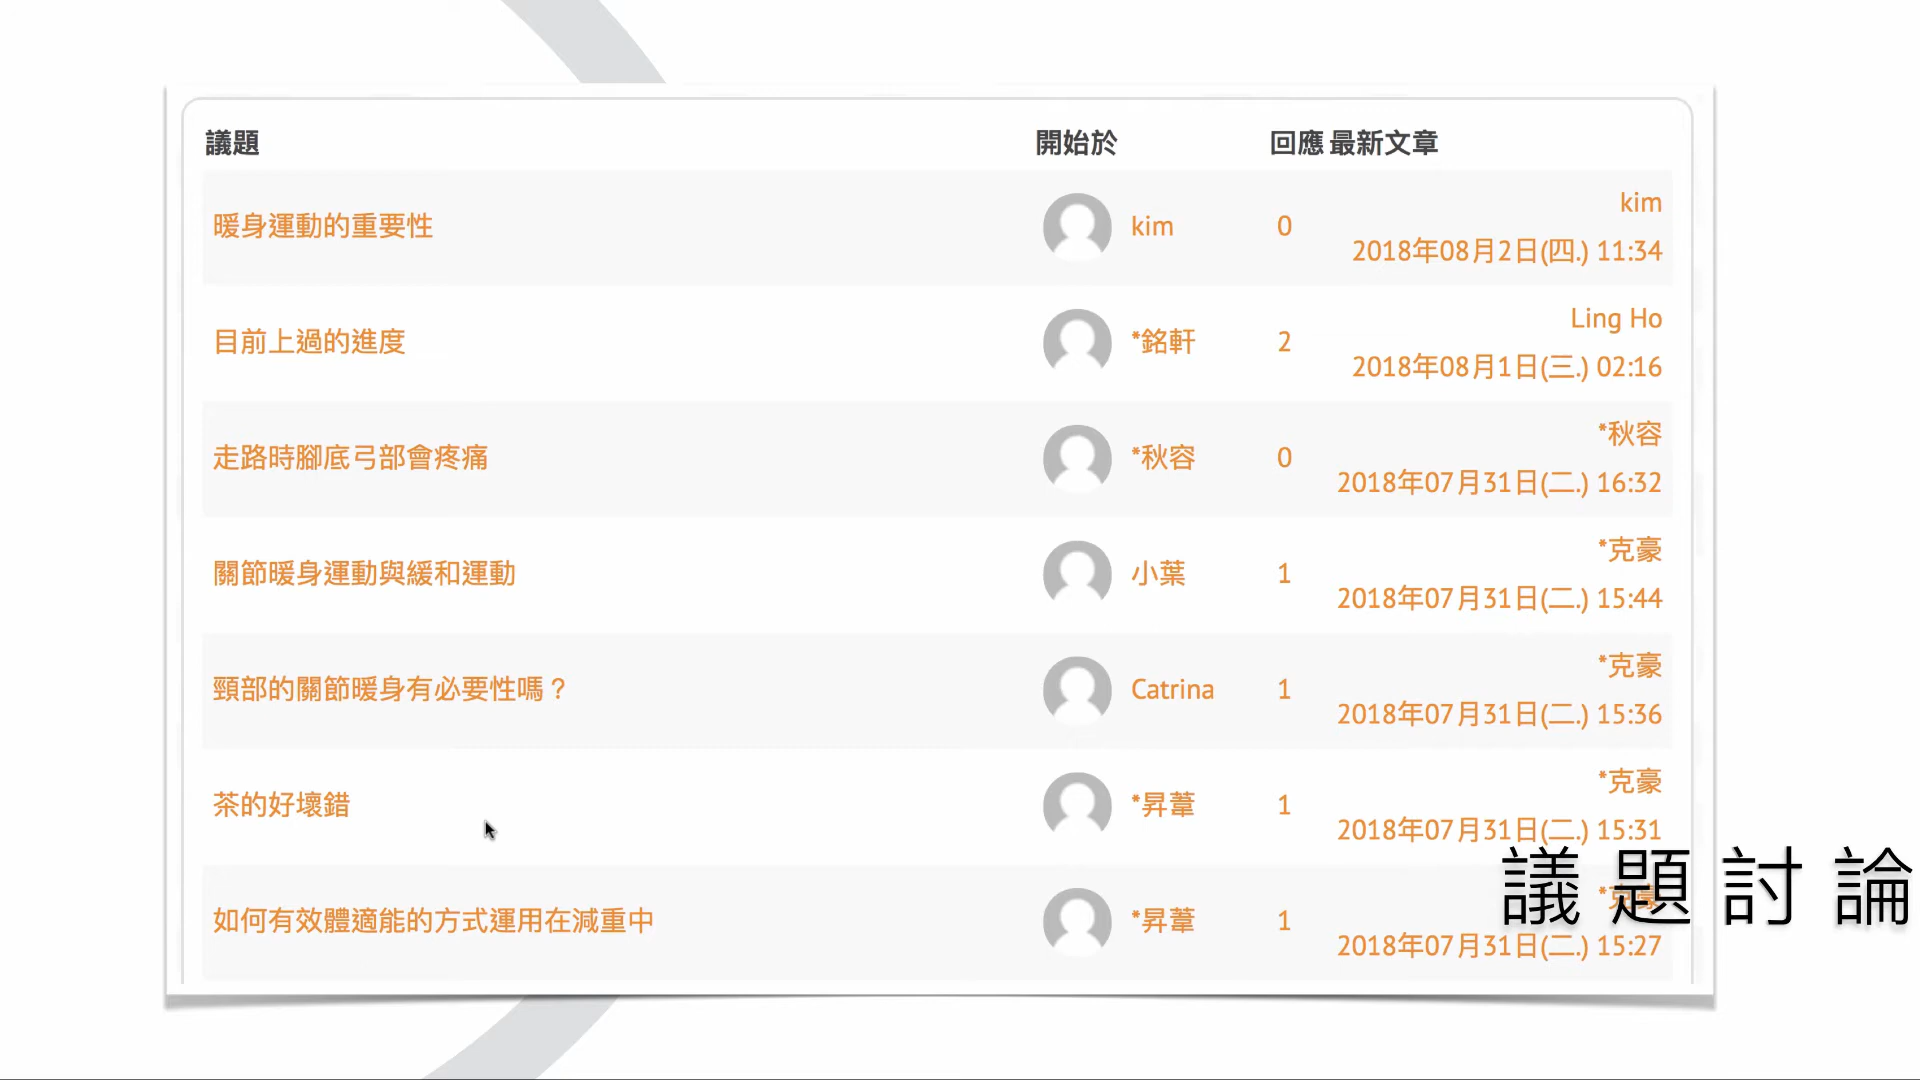 議題 開始於 回應 最新文章
暖身運動的重要性 kim 0 kim
2018年08月2日(四.) 11:34
目前上過的進度 *銘軒 2 Ling Ho
2018年08月1日(三.) 02:16
走路時腳底弓部會疼痛 *秋容 0 *秋容
2018年07月31日(二.) 16:32
關節暖身運動與緩和運動 小葉 1 *克豪
2018年07月31日(二.) 15:44
頸部的關節暖身有必要性嗎？ Catrina 1 *克豪
2018年07月31日(二.) 15:36
茶的好壞錯 *昇葦 1 *克豪
2018年07月31日(二.) 15:31
如何有效體適能的方式運用在減重中 *昇葦 1 *克豪
2018年07月31日(二.) 15:27
議題討論